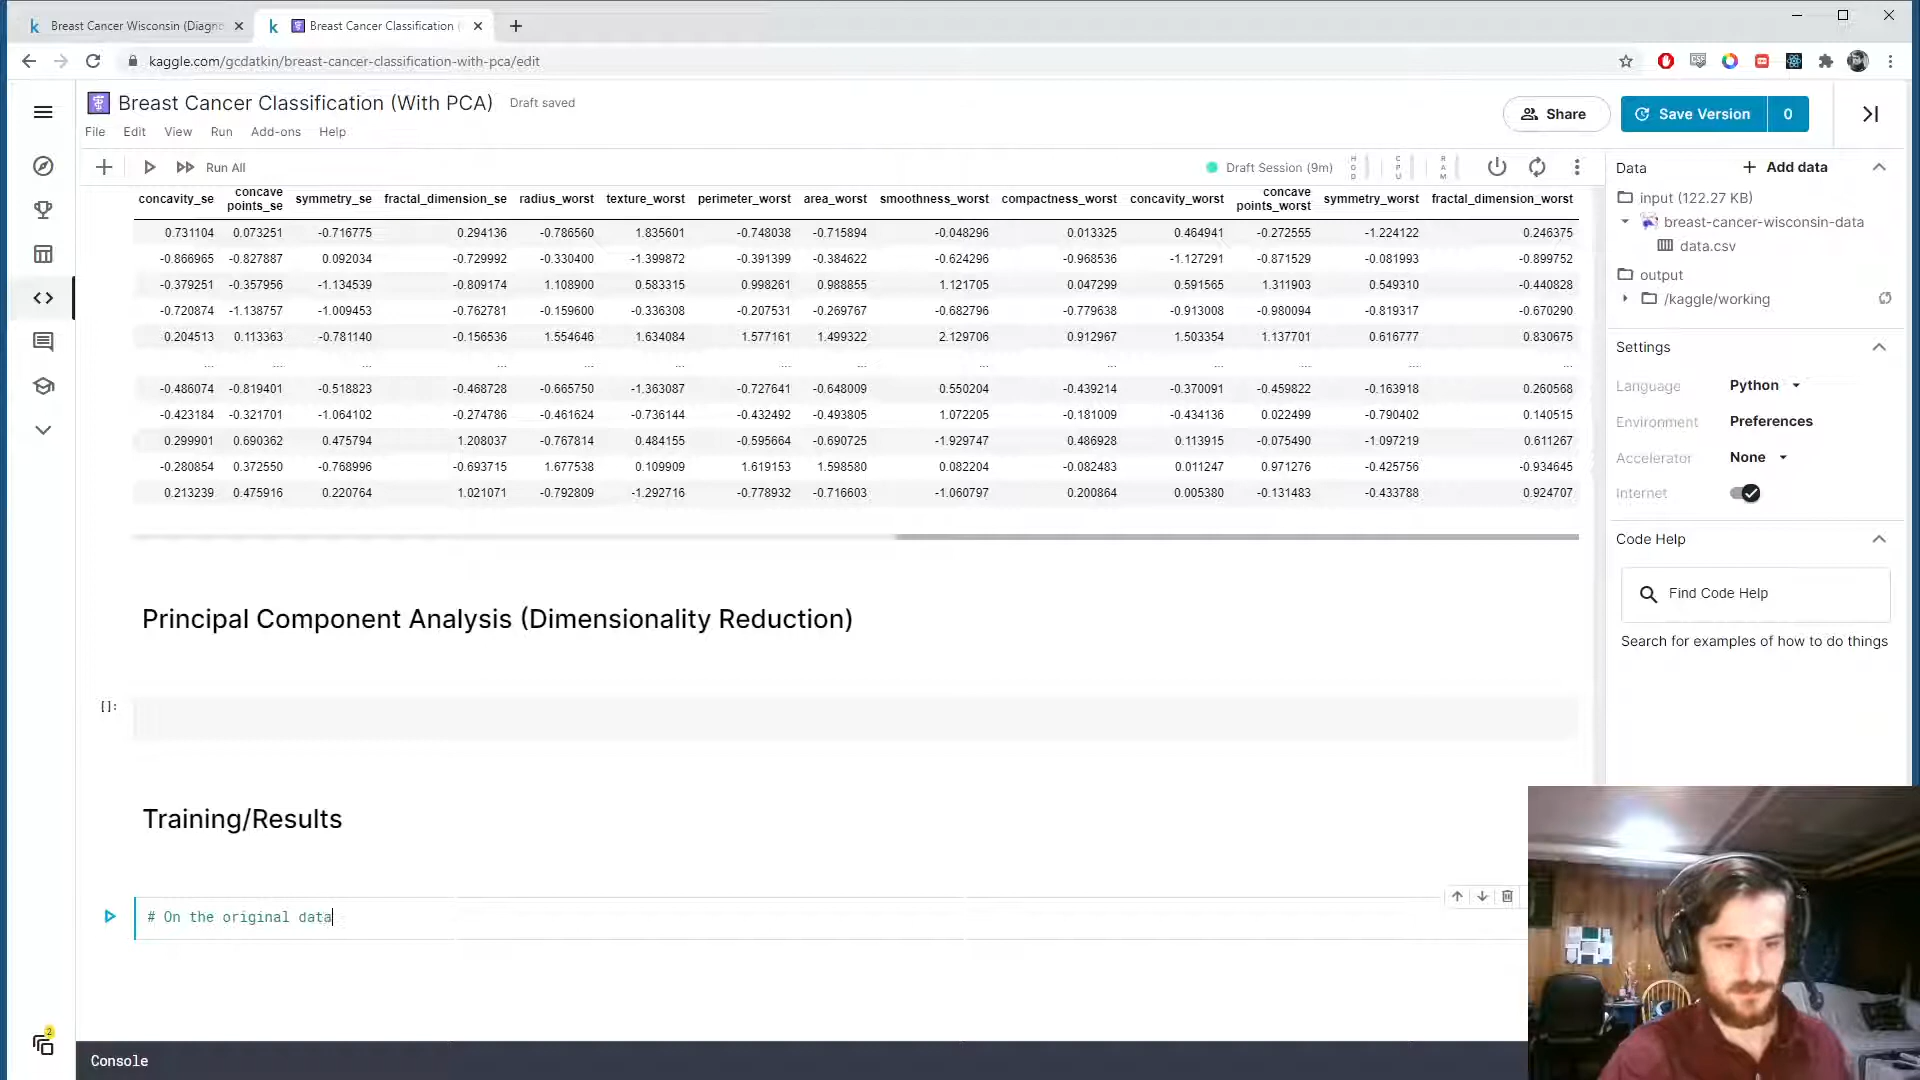 Breast Cancer Wisconsin (Diagno
Breast Cancer Classification (
kaggle.com/gcdatkin/breast-cancer-classification-with-pca/edit
Breast Cancer Classification (With PCA) Draft saved
Share
Save Version 0
File Edit View Run Add-ons Help
Run All
Draft Session (9m)
HDD
CPU
RAM
concavity_se concave points_se symmetry_se fractal_dimension_se radius_worst texture_worst perimeter_worst area_worst smoothness_worst compactness_worst concavity_worst concave points_worst symmetry_worst fractal_dimension_worst
0.731104 0.073251 -0.716775 0.294136 -0.786560 1.835601 -0.748038 -0.715894 -0.048296 0.013325 0.464941 -0.272555 -1.224122 0.246375
-0.866965 -0.827887 0.092034 -0.729992 -0.330400 -1.399872 -0.391399 -0.384622 -0.624296 -0.968536 -1.127291 -0.871529 -0.081993 -0.899752
-0.379251 -0.357956 -1.134539 -0.809174 1.108900 0.583315 0.998261 0.988855 1.121705 0.047299 0.591565 1.311903 0.549310 -0.440828
-0.720874 -1.138757 -1.009453 -0.762781 -0.159600 -0.336308 -0.207531 -0.269767 -0.682796 -0.779638 -0.913008 -0.980094 -0.819317 -0.670290
0.204513 0.113363 -0.781140 -0.156536 1.554646 1.634084 1.577161 1.499322 2.129706 0.912967 1.503354 1.137701 0.616777 0.830675
... ... ... ... ... ... ... ... ... ... ... ... ... ...
-0.486074 -0.819401 -0.518823 -0.468728 -0.665750 -1.363087 -0.727641 -0.648009 0.550204 -0.439214 -0.370091 -0.459822 -0.163918 0.260568
-0.423184 -0.321701 -1.064102 -0.274786 -0.461624 -0.736144 -0.432492 -0.493805 1.072205 -0.181009 -0.434136 0.022499 -0.790402 0.140515
0.299901 0.690362 0.475794 1.208037 -0.767814 0.484155 -0.595664 -0.690725 -1.929747 0.486928 0.113915 -0.075490 -1.097219 0.611267
-0.280854 0.372550 -0.768996 -0.693715 1.677538 0.109909 1.619153 1.598580 0.082204 -0.082483 0.011247 0.971276 -0.425756 -0.934645
0.213239 0.475916 0.220764 1.021071 -0.792809 -1.292716 -0.778932 -0.716603 -1.060797 0.200864 0.005380 -0.131483 -0.433788 0.924707
Principal Component Analysis (Dimensionality Reduction)
[]:
Training/Results
# On the original data
Console
2
Data
Add data
input (122.27 KB)
breast-cancer-wisconsin-data
data.csv
output
/kaggle/working
Settings
Language Python
Environment Preferences
Accelerator None
Internet
Code Help
Find Code Help
Search for examples of how to do things